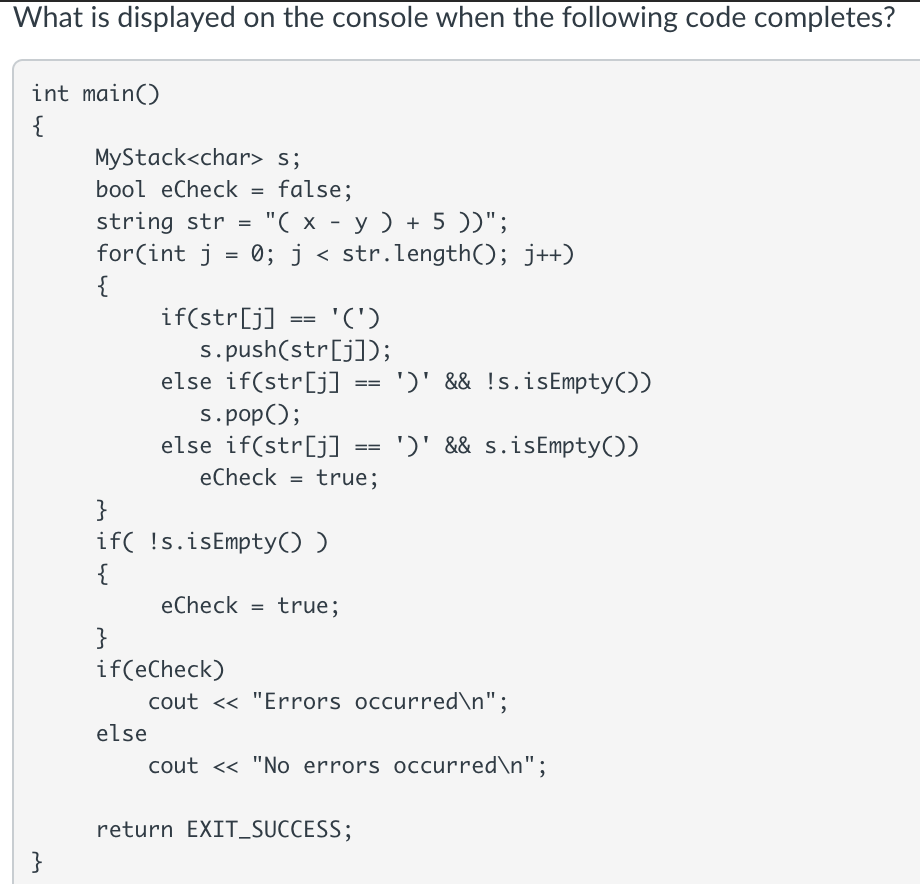 What is displayed on the console when the following code completes?
int main()
{
MyStack<char> s;
bool eCheck = false;
string str = "( x - y ) + 5 ))";
for(int j = 0; j < str.length(); j++)
{
if(str[j] == '(')
s.push(str[j]);
else if(str[j] == ')' && !s.isEmpty())
s.pop();
else if(str[j] == ')' && s.isEmpty())
eCheck = true;
}
if( !s.isEmpty() )
{
eCheck = true;
}
if(eCheck)
cout << "Errors occurred\n";
else
cout << "No errors occurred\n";
return EXIT_SUCCESS;
}